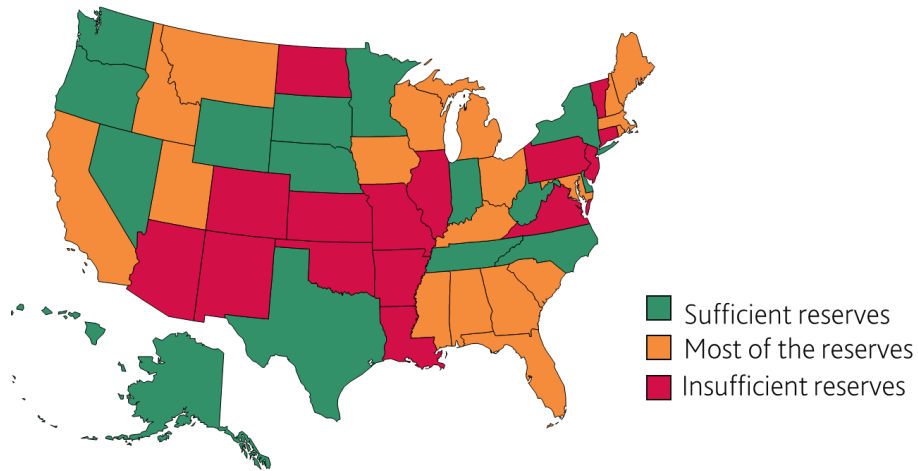 Sufficient reserves
Most of the reserves
Insufficient reserves